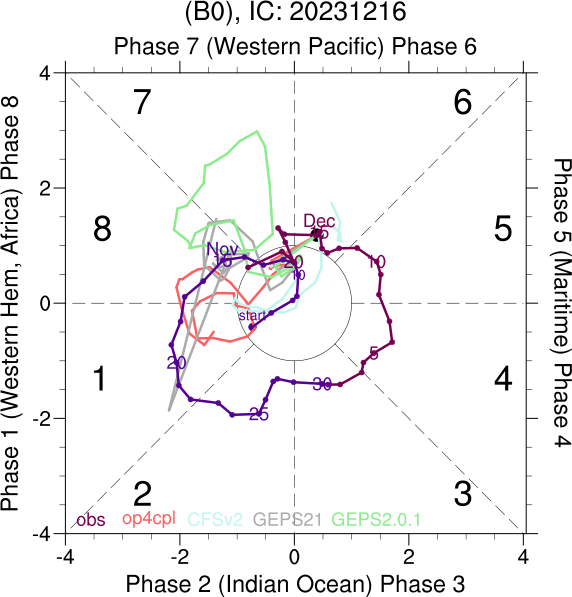 (B0), IC: 20231216
Phase 7 (Western Pacific) Phase 6
Phase 1 (Western Hem, Africa) Phase 8
Phase 5 (Maritime) Phase 4
4
2
0
-2
-4
7
6
8
5
1
4
2
3
Nov
5
Dec
15
20
10
10
start
5
20
25
30
obs
op4cpl
CFSv2
GEPS21
GEPS2.0.1
-4
-2
0
2
4
Phase 2 (Indian Ocean) Phase 3